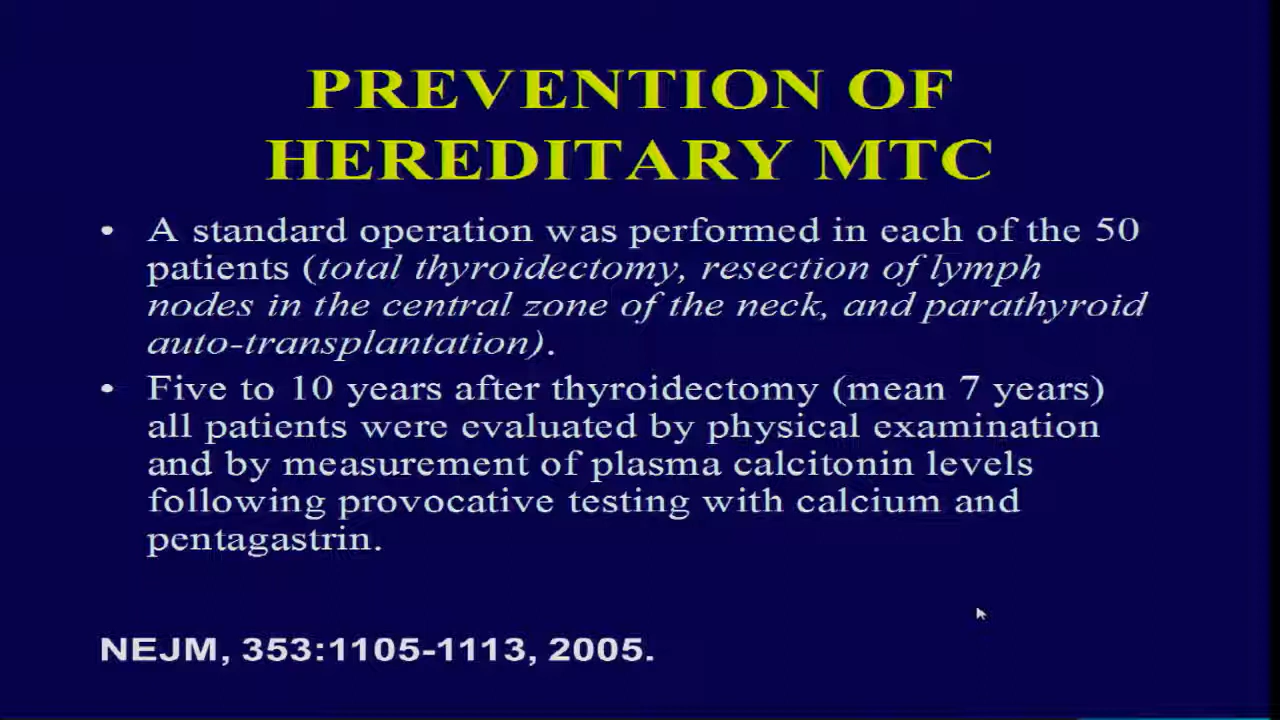 PREVENTION OF
HEREDITARY MTC
• A standard operation was performed in each of the 50
patients (total thyroidectomy, resection of lymph
nodes in the central zone of the neck, and parathyroid
auto-transplantation).
• Five to 10 years after thyroidectomy (mean 7 years)
all patients were evaluated by physical examination
and by measurement of plasma calcitonin levels
following provocative testing with calcium and
pentagastrin.
NEJM, 353:1105-1113, 2005.